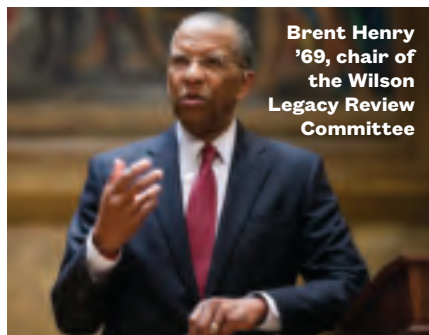 Brent Henry
’69, chair of
the Wilson
Legacy Review
Committee